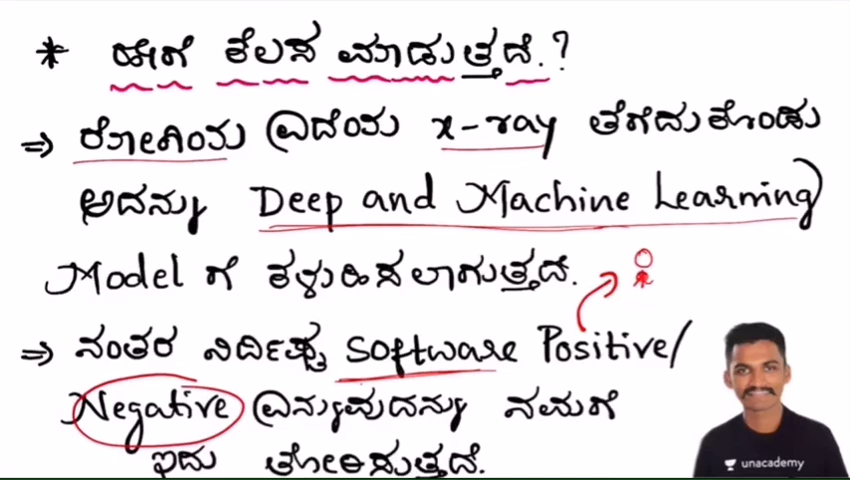 * ಹೇಗೆ ಕೆಲಸ ಮಾಡುತ್ತದೆ.?
⇒ ರೋಗಿಯ ಎದೆಯ x-ray ತೆಗೆದುಕೊಂಡು
ಅದನ್ನು Deep and Machine Learning
Model ಗೆ ಕಳುಹಿಸಲಾಗುತ್ತದೆ.
⇒ ನಂತರ ನಿರ್ದಿಷ್ಟ software Positive/
Negative ಎನ್ನುವುದನ್ನು ನಮಗೆ
ಇದು ತೋರಿಸುತ್ತದೆ.
unacademy